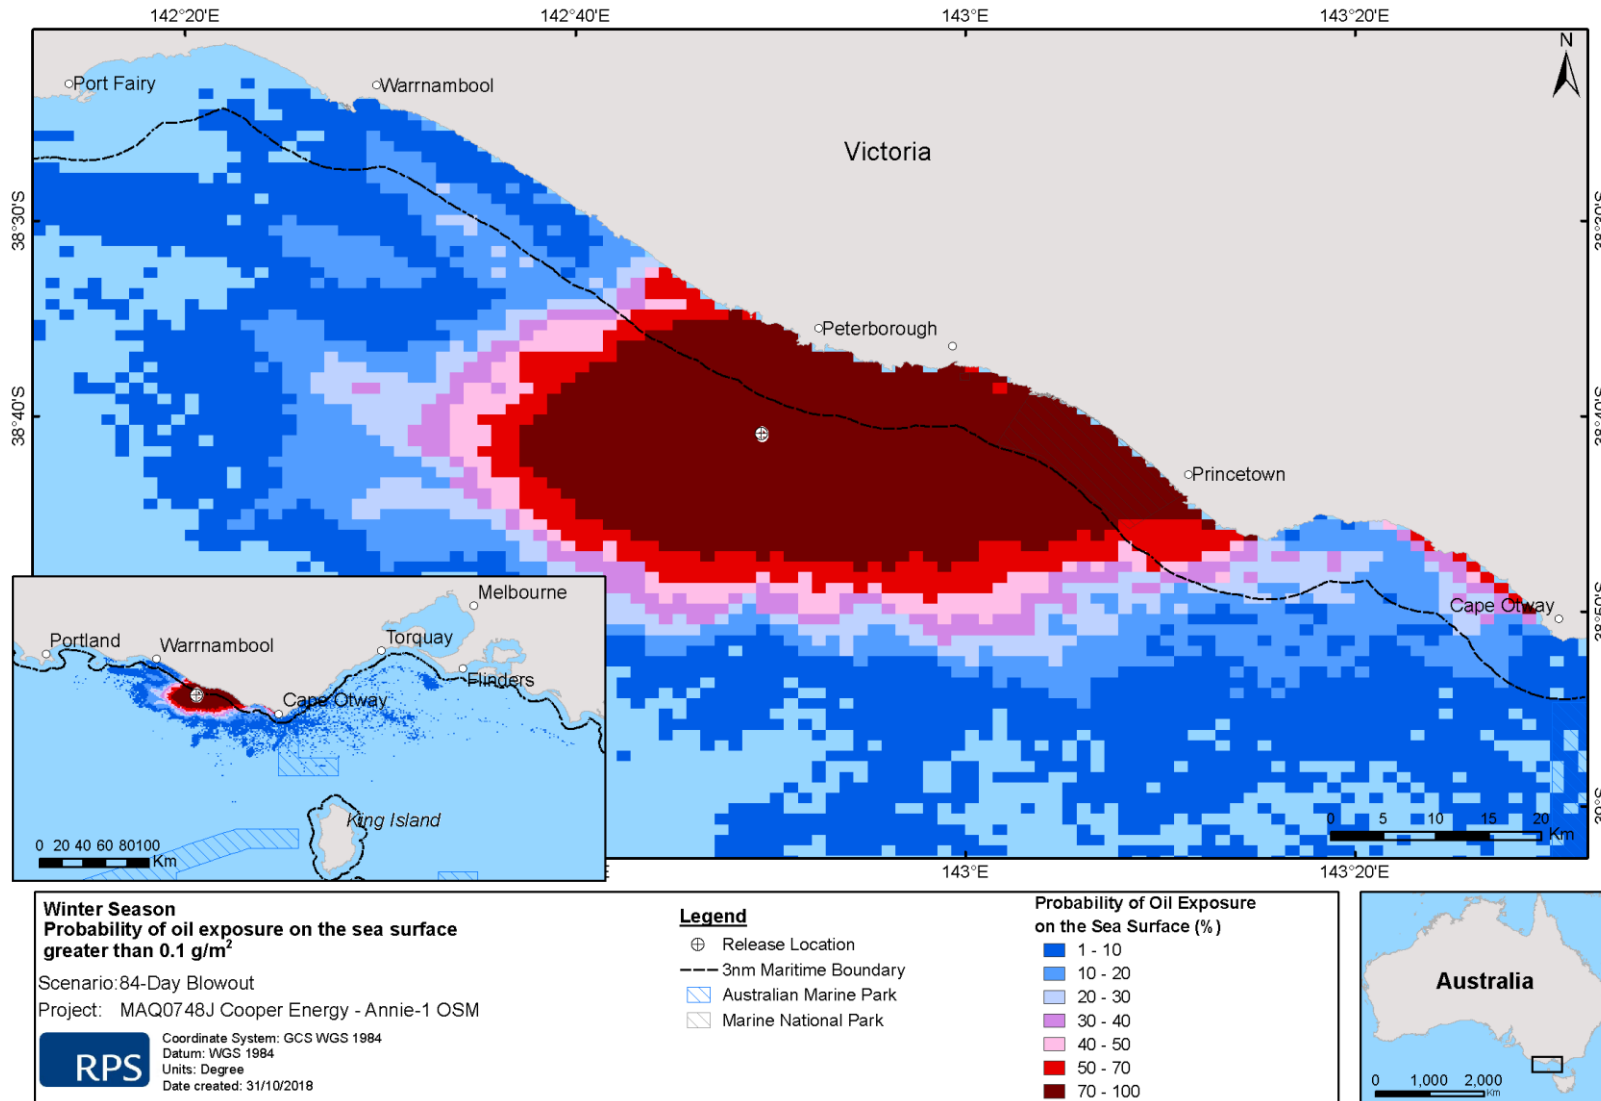 142°20'E 142°40'E 143°E 143°20'E
N
Port Fairy
Warrnambool
Victoria
38°30'S 38°30'S
Peterborough
38°40'S 38°40'S
Princetown
Cape Otway
38°50'S
39°S
0 5 10 15 20
Km
143°E 143°20'E
Melbourne
Portland
Warrnambool
Torquay
Flinders
Cape Otway
King Island
0 20 40 60 80100
Km
Winter Season
Probability of oil exposure on the sea surface
greater than 0.1 g/m²
Scenario: 84-Day Blowout
Project: MAQ0748J Cooper Energy - Annie-1 OSM
RPS
Coordinate System: GCS WGS 1984
Datum: WGS 1984
Units: Degree
Date created: 31/10/2018
Legend
Release Location
3nm Maritime Boundary
Australian Marine Park
Marine National Park
Probability of Oil Exposure
on the Sea Surface (%)
1 - 10
10 - 20
20 - 30
30 - 40
40 - 50
50 - 70
70 - 100
Australia
0 1,000 2,000
Km